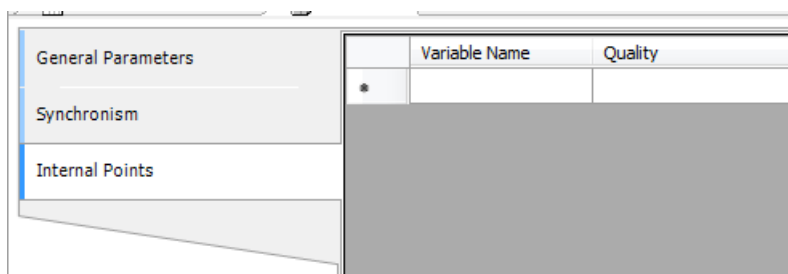 General Parameters
Synchronism
Internal Points
Variable Name Quality